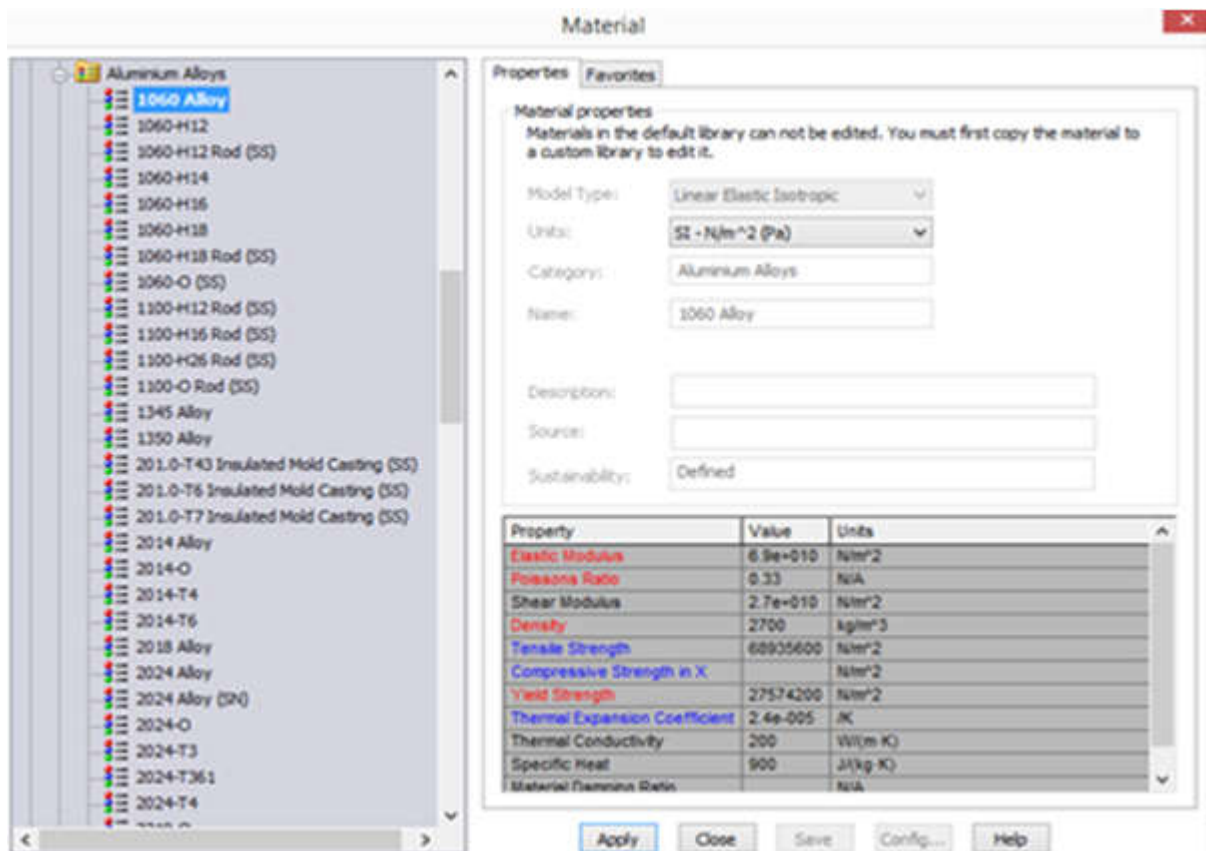 Material
Aluminium Alloys
1060 Alloy
1060-H12
1060-H12 Rod (SS)
1060-H14
1060-H16
1060-H18
1060-H18 Rod (SS)
1060-O (SS)
1100-H12 Rod (SS)
1100-H16 Rod (SS)
1100-H26 Rod (SS)
1100-O Rod (SS)
1345 Alloy
1350 Alloy
201.0-T43 Insulated Mold Casting (SS)
201.0-T6 Insulated Mold Casting (SS)
201.0-T7 Insulated Mold Casting (SS)
2014 Alloy
2014-O
2014-T4
2014-T6
2018 Alloy
2024 Alloy
2024 Alloy (SN)
2024-O
2024-T3
2024-T361
2024-T4
Properties Favorites
Material properties
Materials in the default library can not be edited. You must first copy the material to
a custom library to edit it.
Model Type: Linear Elastic Isotropic
Units: SI - N/m^2 (Pa)
Category: Aluminium Alloys
Name: 1060 Alloy
Description:
Source:
Sustainability: Defined
Property Value Units
Elastic Modulus 6.9e+010 N/m^2
Poissons Ratio 0.33 N/A
Shear Modulus 2.7e+010 N/m^2
Density 2700 kg/m^3
Tensile Strength 68935600 N/m^2
Compressive Strength in X N/m^2
Yield Strength 27574200 N/m^2
Thermal Expansion Coefficient 2.4e-005 /K
Thermal Conductivity 200 W/(m·K)
Specific Heat 900 J/(kg·K)
Material Damping Ratio N/A
Apply Close Save Config... Help